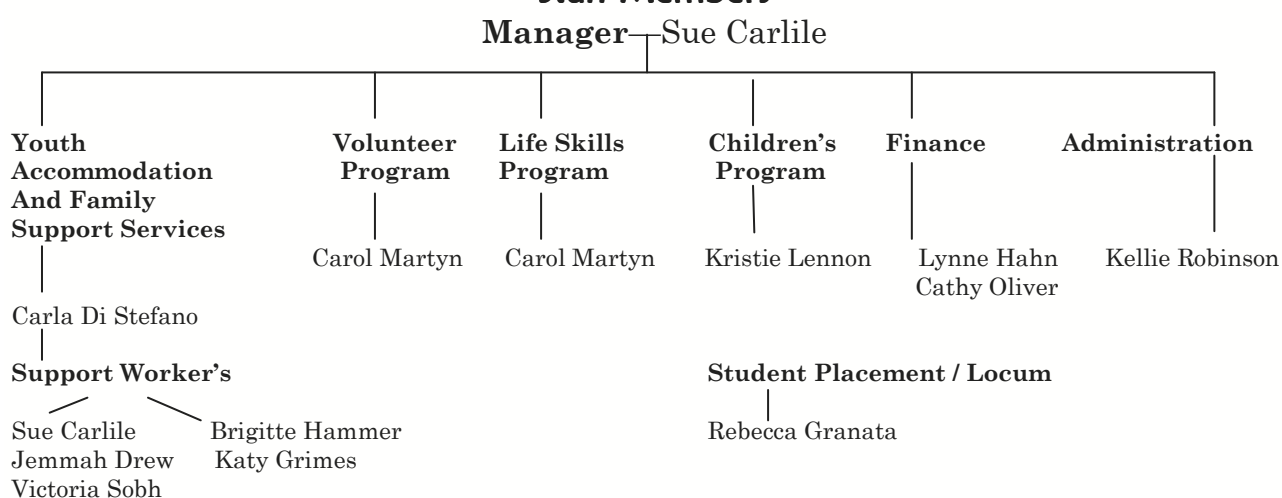 Staff Members
Manager—Sue Carlile
Youth
Accommodation
And Family
Support Services
Carla Di Stefano
Support Worker's
Sue Carlile
Jemmah Drew
Victoria Sobh
Brigitte Hammer
Katy Grimes
Volunteer
Program
Carol Martyn
Life Skills
Program
Carol Martyn
Children's
Program
Kristie Lennon
Finance
Lynne Hahn
Cathy Oliver
Administration
Kellie Robinson
Student Placement / Locum
Rebecca Granata